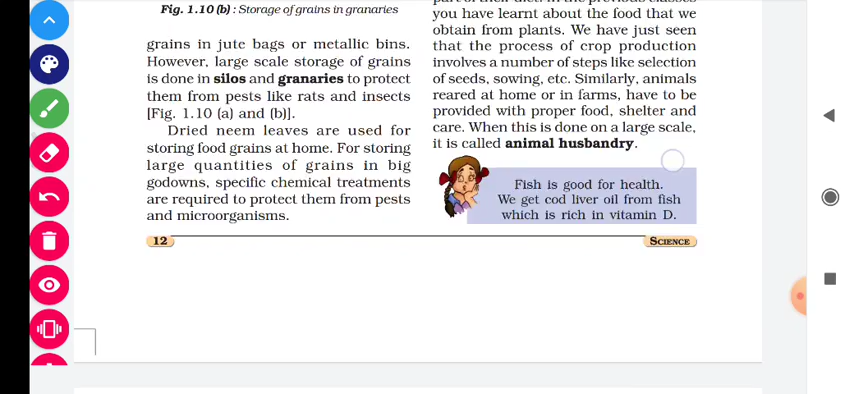 Fig. 1.10 (b) : Storage of grains in granaries
grains in jute bags or metallic bins.
However, large scale storage of grains
is done in silos and granaries to protect
them from pests like rats and insects
[Fig. 1.10 (a) and (b)].
Dried neem leaves are used for
storing food grains at home. For storing
large quantities of grains in big
godowns, specific chemical treatments
are required to protect them from pests
and microorganisms.
you have learnt about the food that we
obtain from plants. We have just seen
that the process of crop production
involves a number of steps like selection
of seeds, sowing, etc. Similarly, animals
reared at home or in farms, have to be
provided with proper food, shelter and
care. When this is done on a large scale,
it is called animal husbandry.
Fish is good for health.
We get cod liver oil from fish
which is rich in vitamin D.
12
SCIENCE